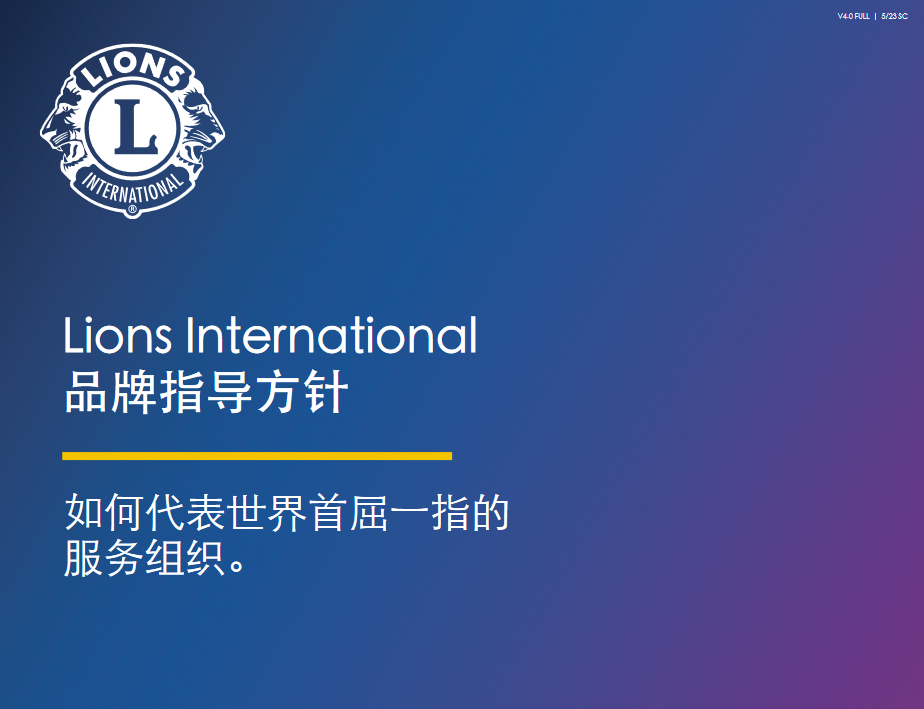 V4-0 FULL | 5/23 SC
LIONS
L
INTERNATIONAL
®
Lions International
品牌指导方针
如何代表世界首屈一指的
服务组织。